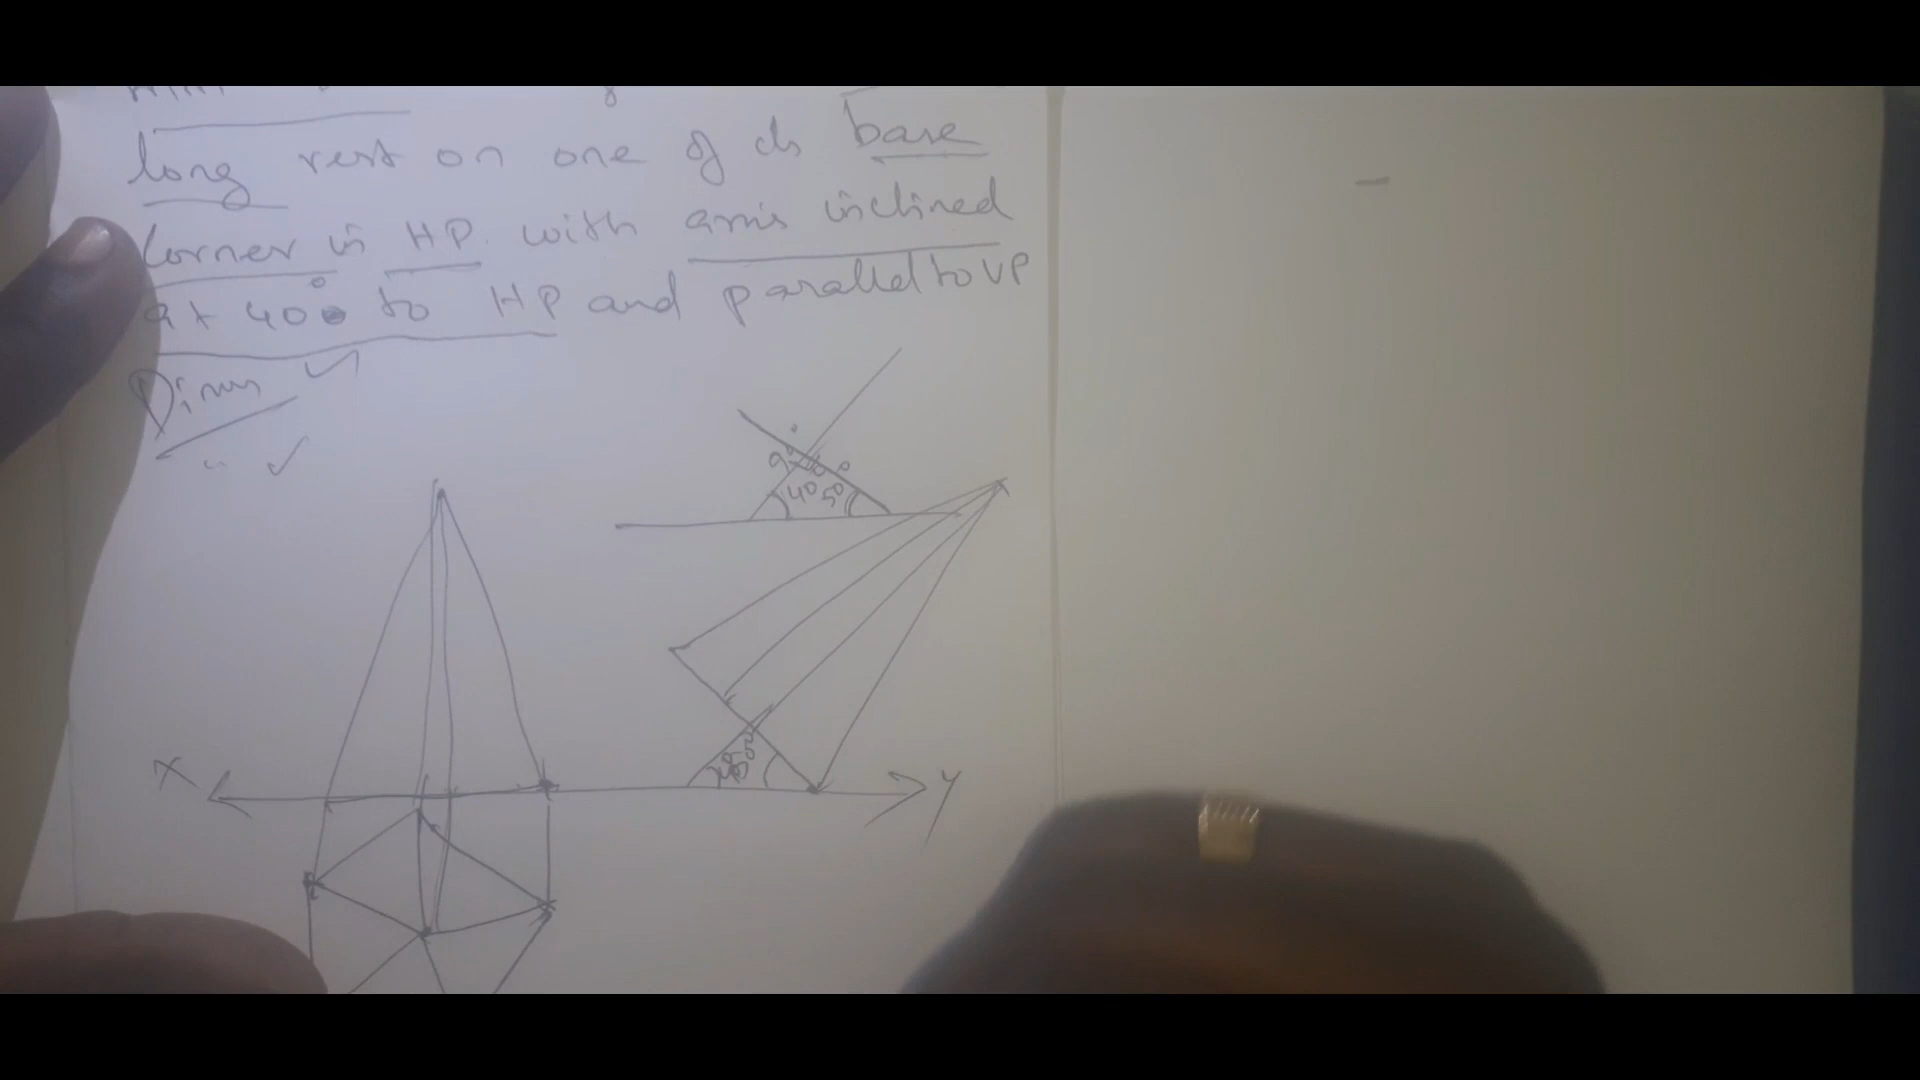 long rest on one of its base
corner in HP with axis inclined
at 40° to HP and parallel to VP
90°
40 50°
X Y